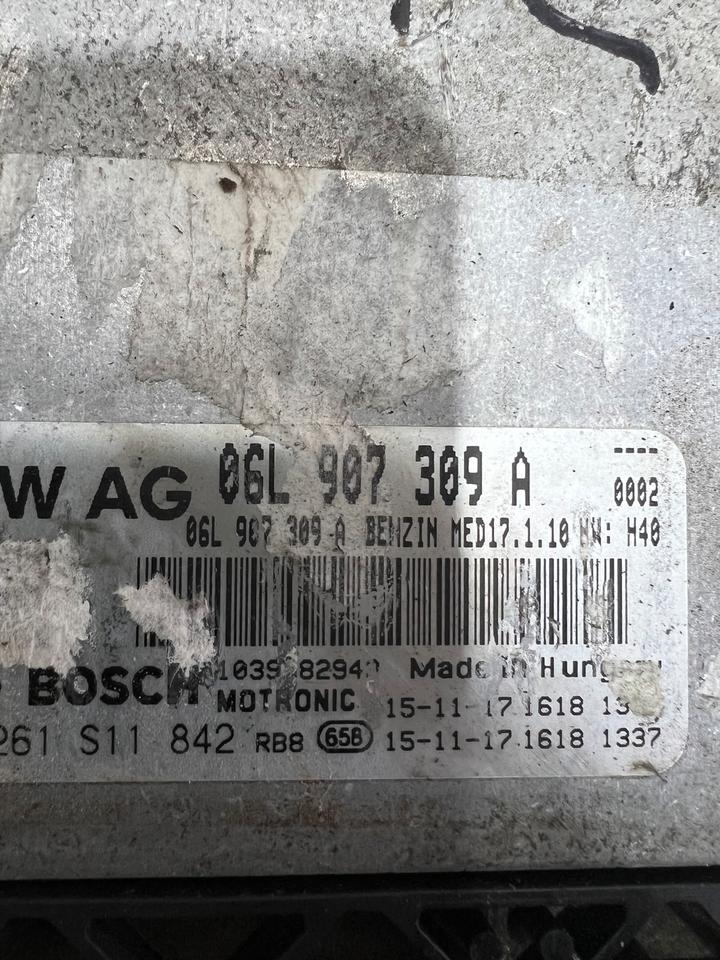 W AG 06L 907 309 A ----
0002
06L 907 309 A BENZIN MED17.1.10 HW: H40
BOSCH Made in Hungary
MOTRONIC 15-11-17 1618
261 S11 842 RB8 658 15-11-17 1618 1337